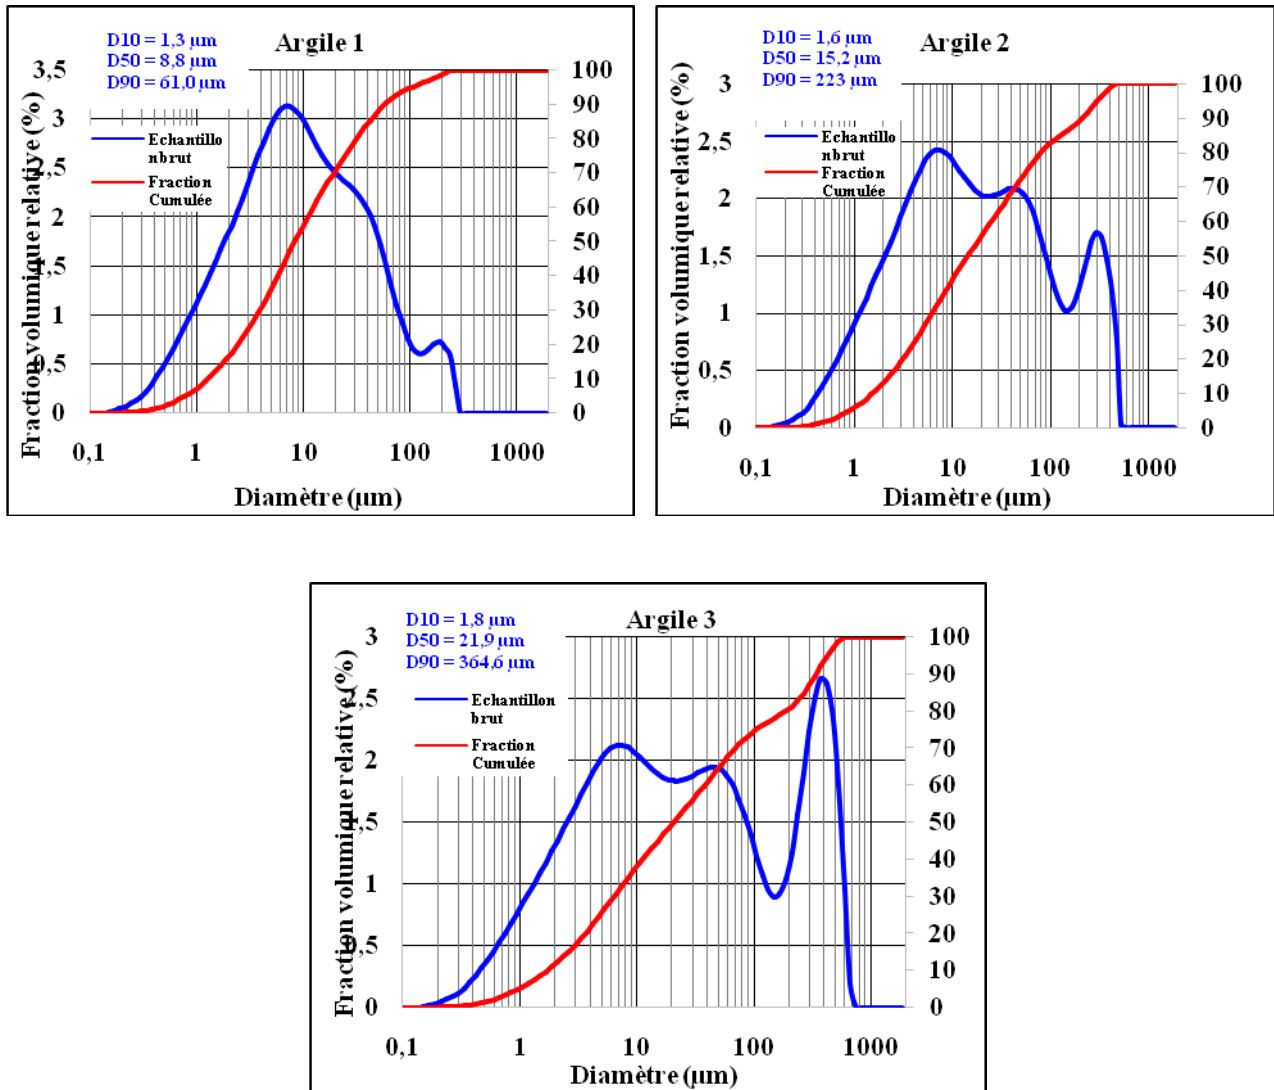 D10 = 1,3 µm
D50 = 8,8 µm
D90 = 61,0 µm
Argile 1
3,5
3
2,5
2
1,5
1
0,5
0
Fraction volumique relative (%)
Echantillo
n brut
Fraction
Cumulée
100
90
80
70
60
50
40
30
20
10
0
0,1 1 10 100 1000
Diamètre (µm)
D10 = 1,6 µm
D50 = 15,2 µm
D90 = 223 µm
Argile 2
3
2,5
2
1,5
1
0,5
0
Fraction volumique relative (%)
Echantillo
n brut
Fraction
Cumulée
100
90
80
70
60
50
40
30
20
10
0
0,1 1 10 100 1000
Diamètre (µm)
D10 = 1,8 µm
D50 = 21,9 µm
D90 = 364,6 µm
Argile 3
3
2,5
2
1,5
1
0,5
0
Fraction volumique relative (%)
Echantillon
brut
Fraction
Cumulée
100
90
80
70
60
50
40
30
20
10
0
0,1 1 10 100 1000
Diamètre (µm)